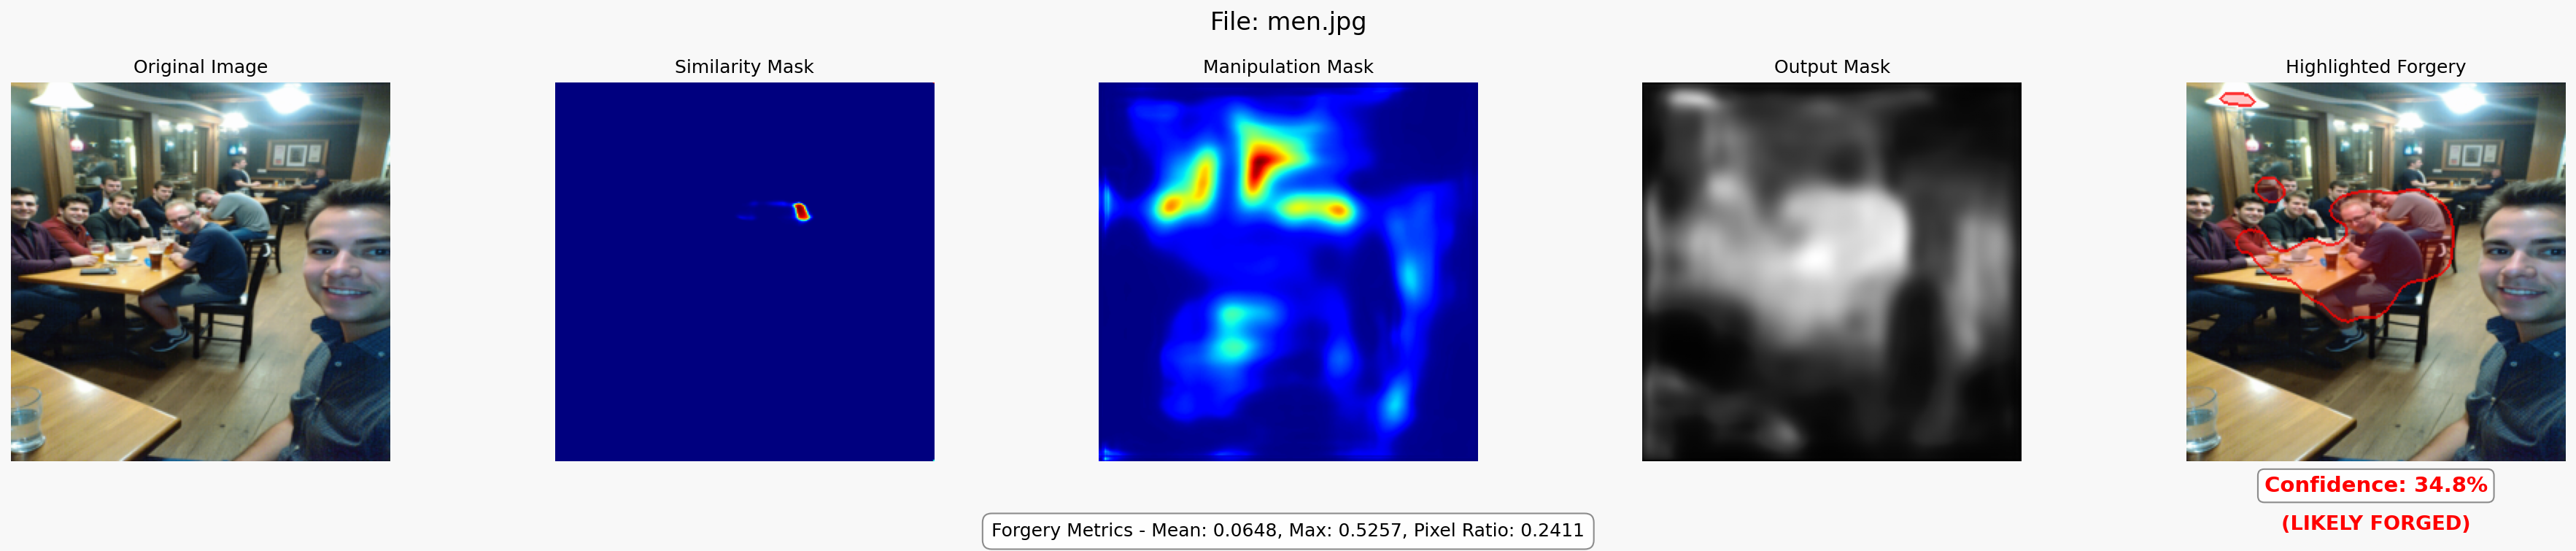 File: men.jpg
Original Image
Similarity Mask
Manipulation Mask
Output Mask
Highlighted Forgery
Confidence: 34.8%
(LIKELY FORGED)
Forgery Metrics - Mean: 0.0648, Max: 0.5257, Pixel Ratio: 0.2411